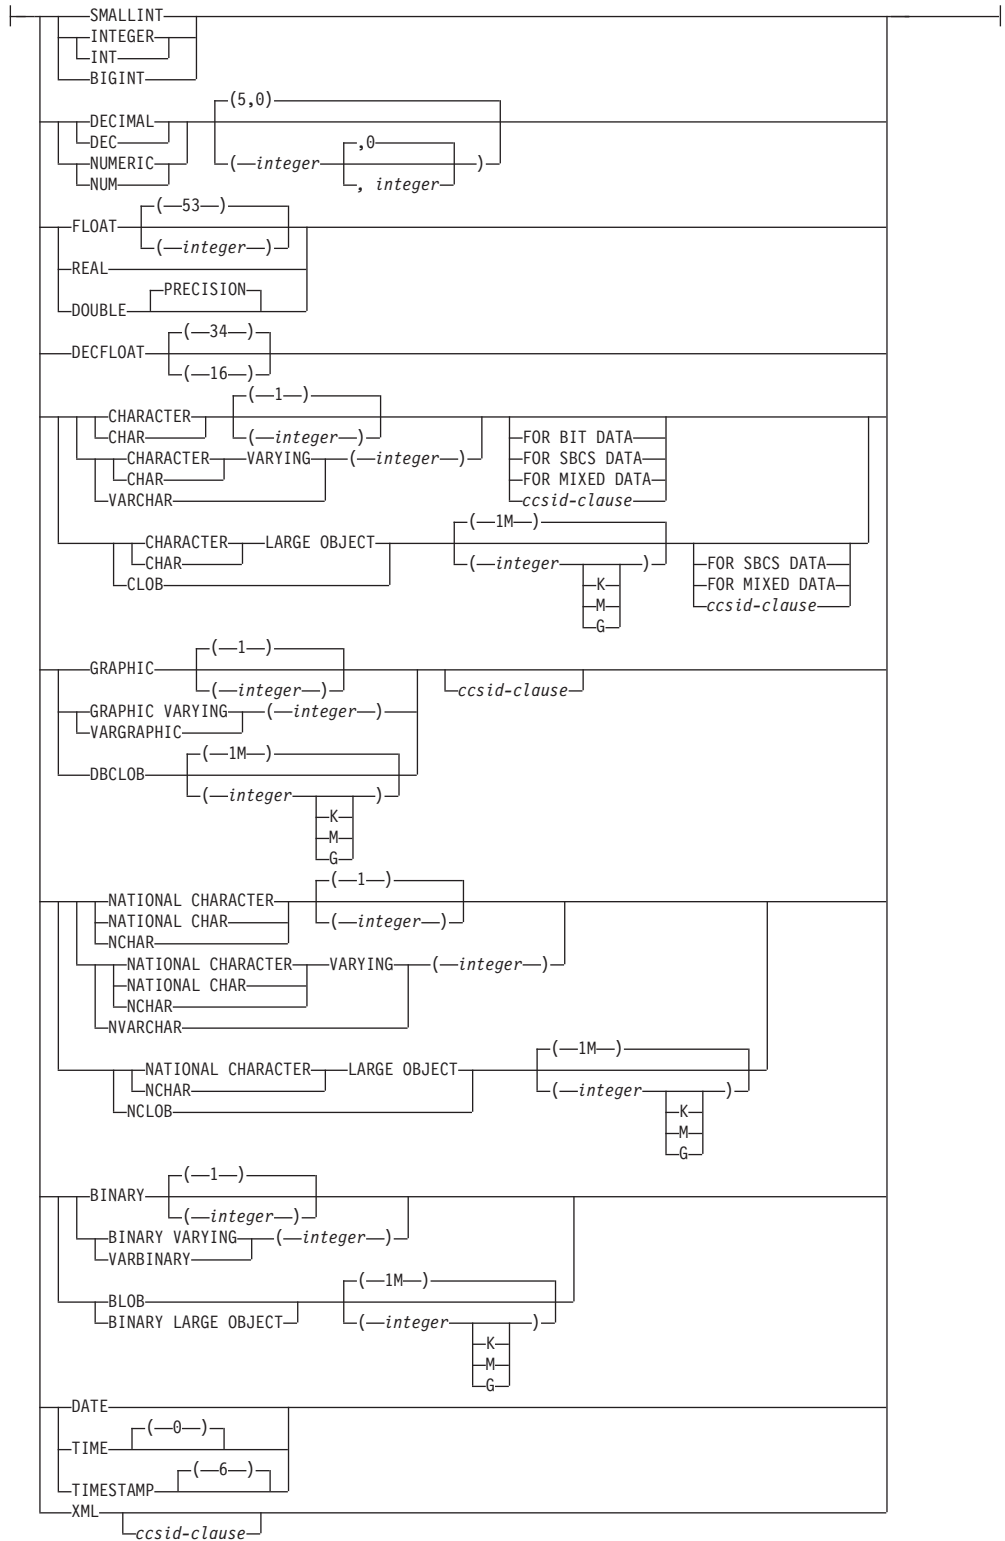 SMALLINT
INTEGER
INT
BIGINT
(5,0)
DECIMAL
DEC ,0
NUMERIC ( integer )
NUM , integer
( 53 )
FLOAT
( integer )
REAL
PRECISION
DOUBLE
( 34 )
DECFLOAT
( 16 )
( 1 )
CHARACTER
CHAR ( integer ) FOR BIT DATA
CHARACTER VARYING ( integer ) FOR SBCS DATA
CHAR FOR MIXED DATA
VARCHAR ccsid-clause
( 1M )
CHARACTER LARGE OBJECT
CHAR ( integer ) FOR SBCS DATA
CLOB K FOR MIXED DATA
M ccsid-clause
G
( 1 )
GRAPHIC
( integer ) ccsid-clause
GRAPHIC VARYING ( integer )
VARGRAPHIC
( 1M )
DBCLOB
( integer )
K
M
G
( 1 )
NATIONAL CHARACTER
NATIONAL CHAR ( integer )
NCHAR
NATIONAL CHARACTER VARYING ( integer )
NATIONAL CHAR
NCHAR
NVARCHAR
( 1M )
NATIONAL CHARACTER LARGE OBJECT
NCHAR ( integer )
NCLOB K
M
G
( 1 )
BINARY
( integer )
BINARY VARYING ( integer )
VARBINARY
( 1M )
BLOB
BINARY LARGE OBJECT ( integer )
K
M
G
DATE
( 0 )
TIME
( 6 )
TIMESTAMP
XML
ccsid-clause